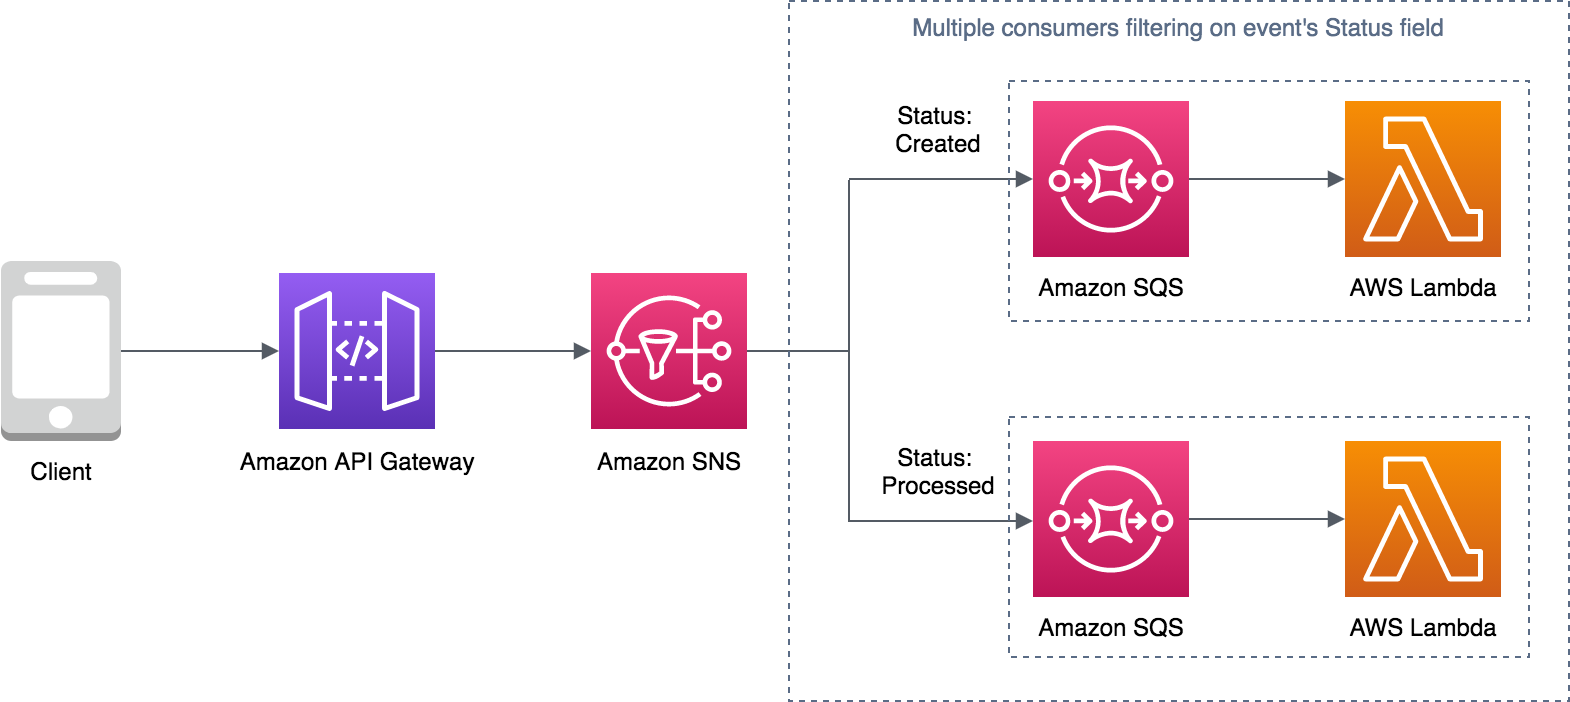 Multiple consumers filtering on event's Status field
Status:
Created
Amazon SQS
AWS Lambda
Client
</>
Amazon API Gateway
Amazon SNS
Status:
Processed
Amazon SQS
AWS Lambda